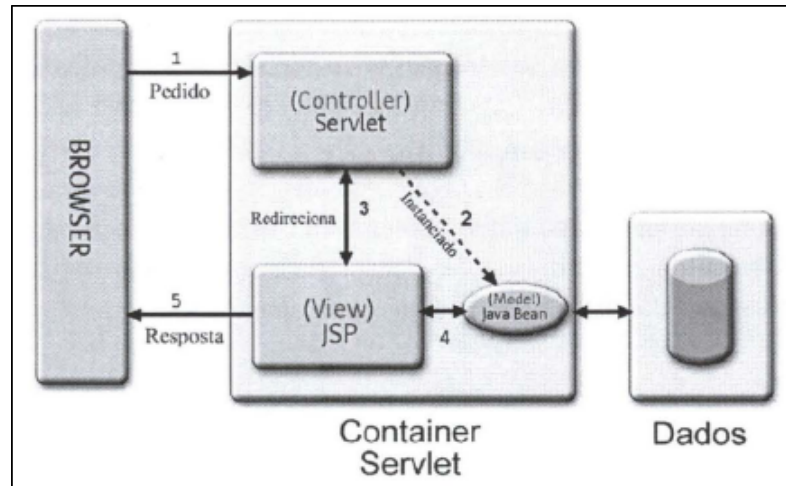 BROWSER
1
Pedido
(Controller)
Servlet
Redireciona
3
2
Instanciado
(View)
JSP
(Model)
Java Bean
4
5
Resposta
Container
Servlet
Dados